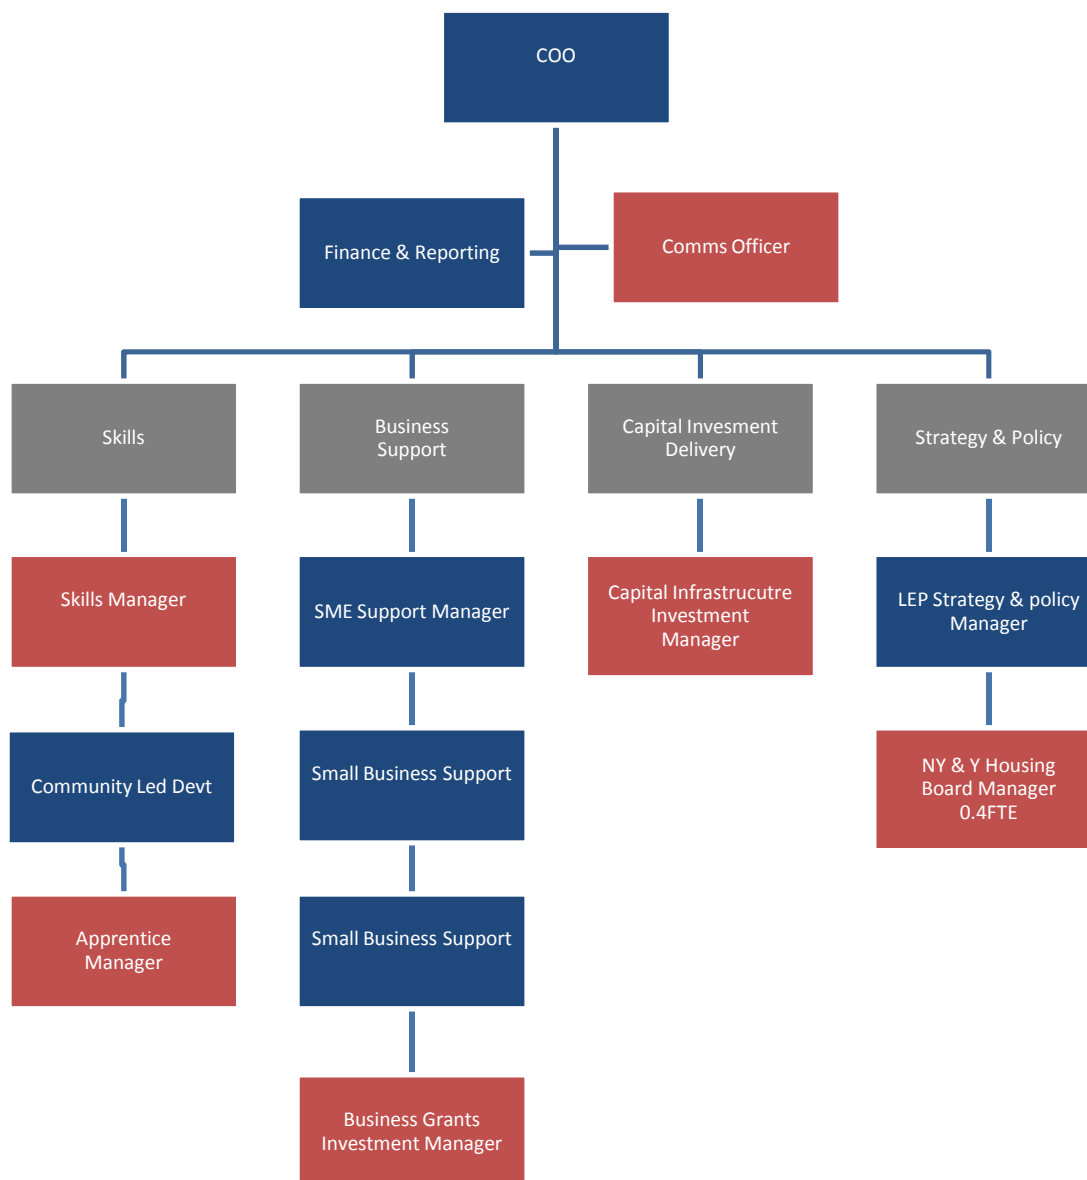 COO
Finance & Reporting
Comms Officer
Skills
Business
Support
Capital Invesment
Delivery
Strategy & Policy
Skills Manager
SME Support Manager
Capital Infrastrucutre
Investment
Manager
LEP Strategy & policy
Manager
Community Led Devt
Small Business Support
NY & Y Housing
Board Manager
0.4FTE
Apprentice
Manager
Small Business Support
Business Grants
Investment Manager